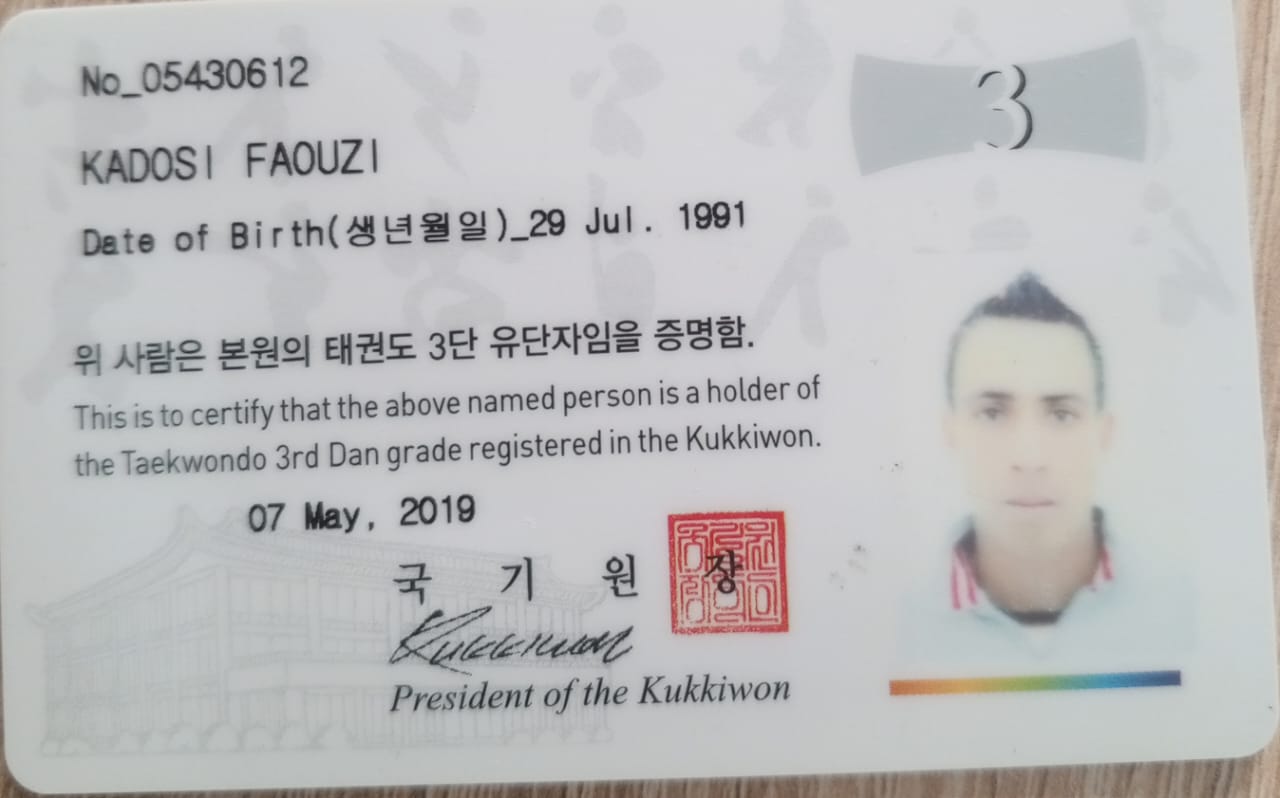 No_05430612
3
KADOSI FAOUZI
Date of Birth(생년월일)_29 Jul. 1991
위 사람은 본원의 태권도 3단 유단자임을 증명함.
This is to certify that the above named person is a holder of
the Taekwondo 3rd Dan grade registered in the Kukkiwon.
07 May, 2019
국 기 원 장
Kukkiwon
President of the Kukkiwon